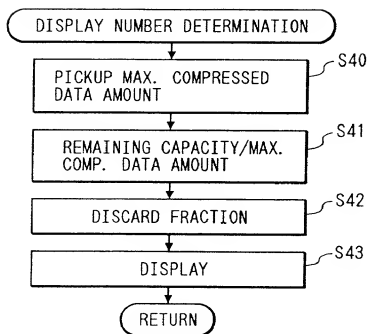 DISPLAY NUMBER DETERMINATION
S40
PICKUP MAX. COMPRESSED
DATA AMOUNT
S41
REMAINING CAPACITY/MAX.
COMP. DATA AMOUNT
S42
DISCARD FRACTION
S43
DISPLAY
RETURN